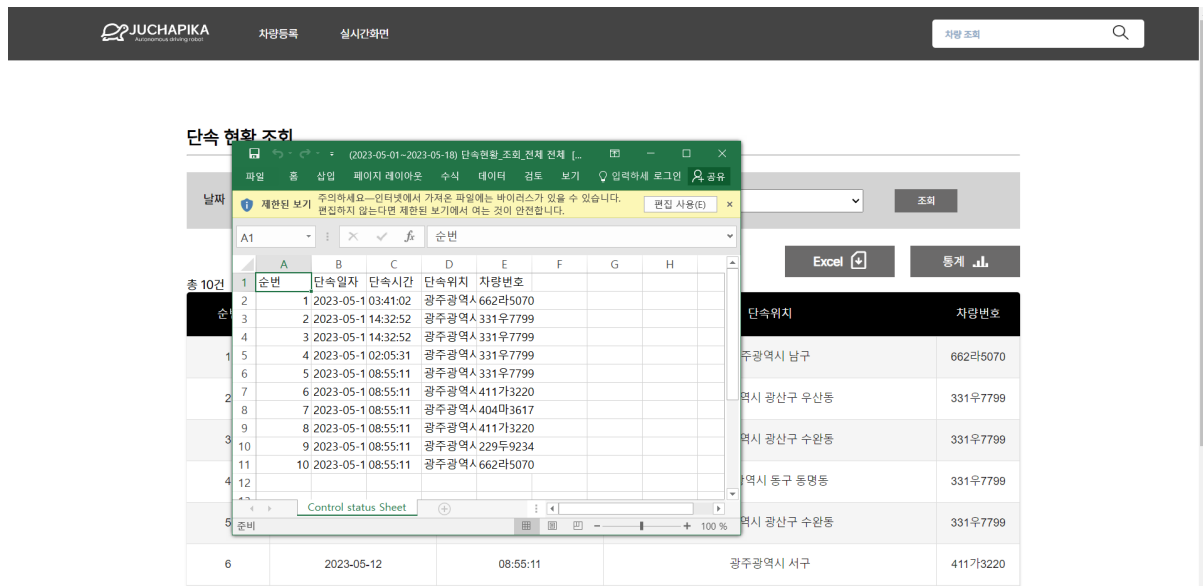 JUCHAPIKA 차량등록 실시간화면 차량 조회
Autonomous driving robot
단속 현황 조회
(2023-05-01~2023-05-18) 단속현황_조회_전체 전체 [...
파일 홈 삽입 페이지 레이아웃 수식 데이터 검토 보기 입력하세 로그인 공유
날짜 조회
제한된 보기 주의하세요—인터넷에서 가져온 파일에는 바이러스가 있을 수 있습니다.
편집하지 않는다면 제한된 보기에서 여는 것이 안전합니다. 편집 사용(E)
A1 fx 순번
Excel 통계
총 10건
A B C D E F G H
1 순번 단속일자 단속시간 단속위치 차량번호
2 1 2023-05-1 03:41:02 광주광역시 662라5070
3 2 2023-05-1 14:32:52 광주광역시 331우7799
4 3 2023-05-1 14:32:52 광주광역시 331우7799
5 4 2023-05-1 02:05:31 광주광역시 331우7799
6 5 2023-05-1 08:55:11 광주광역시 331우7799
7 6 2023-05-1 08:55:11 광주광역시 411가3220
8 7 2023-05-1 08:55:11 광주광역시 404마3617
9 8 2023-05-1 08:55:11 광주광역시 411가3220
10 9 2023-05-1 08:55:11 광주광역시 229두9234
11 10 2023-05-1 08:55:11 광주광역시 662라5070
12
Control status Sheet
준비 100 %
단속위치 차량번호
1 주광역시 남구 662라5070
2 역시 광산구 우산동 331우7799
3 역시 광산구 수완동 331우7799
4 역시 동구 동명동 331우7799
5 역시 광산구 수완동 331우7799
6 2023-05-12 08:55:11 광주광역시 서구 411가3220